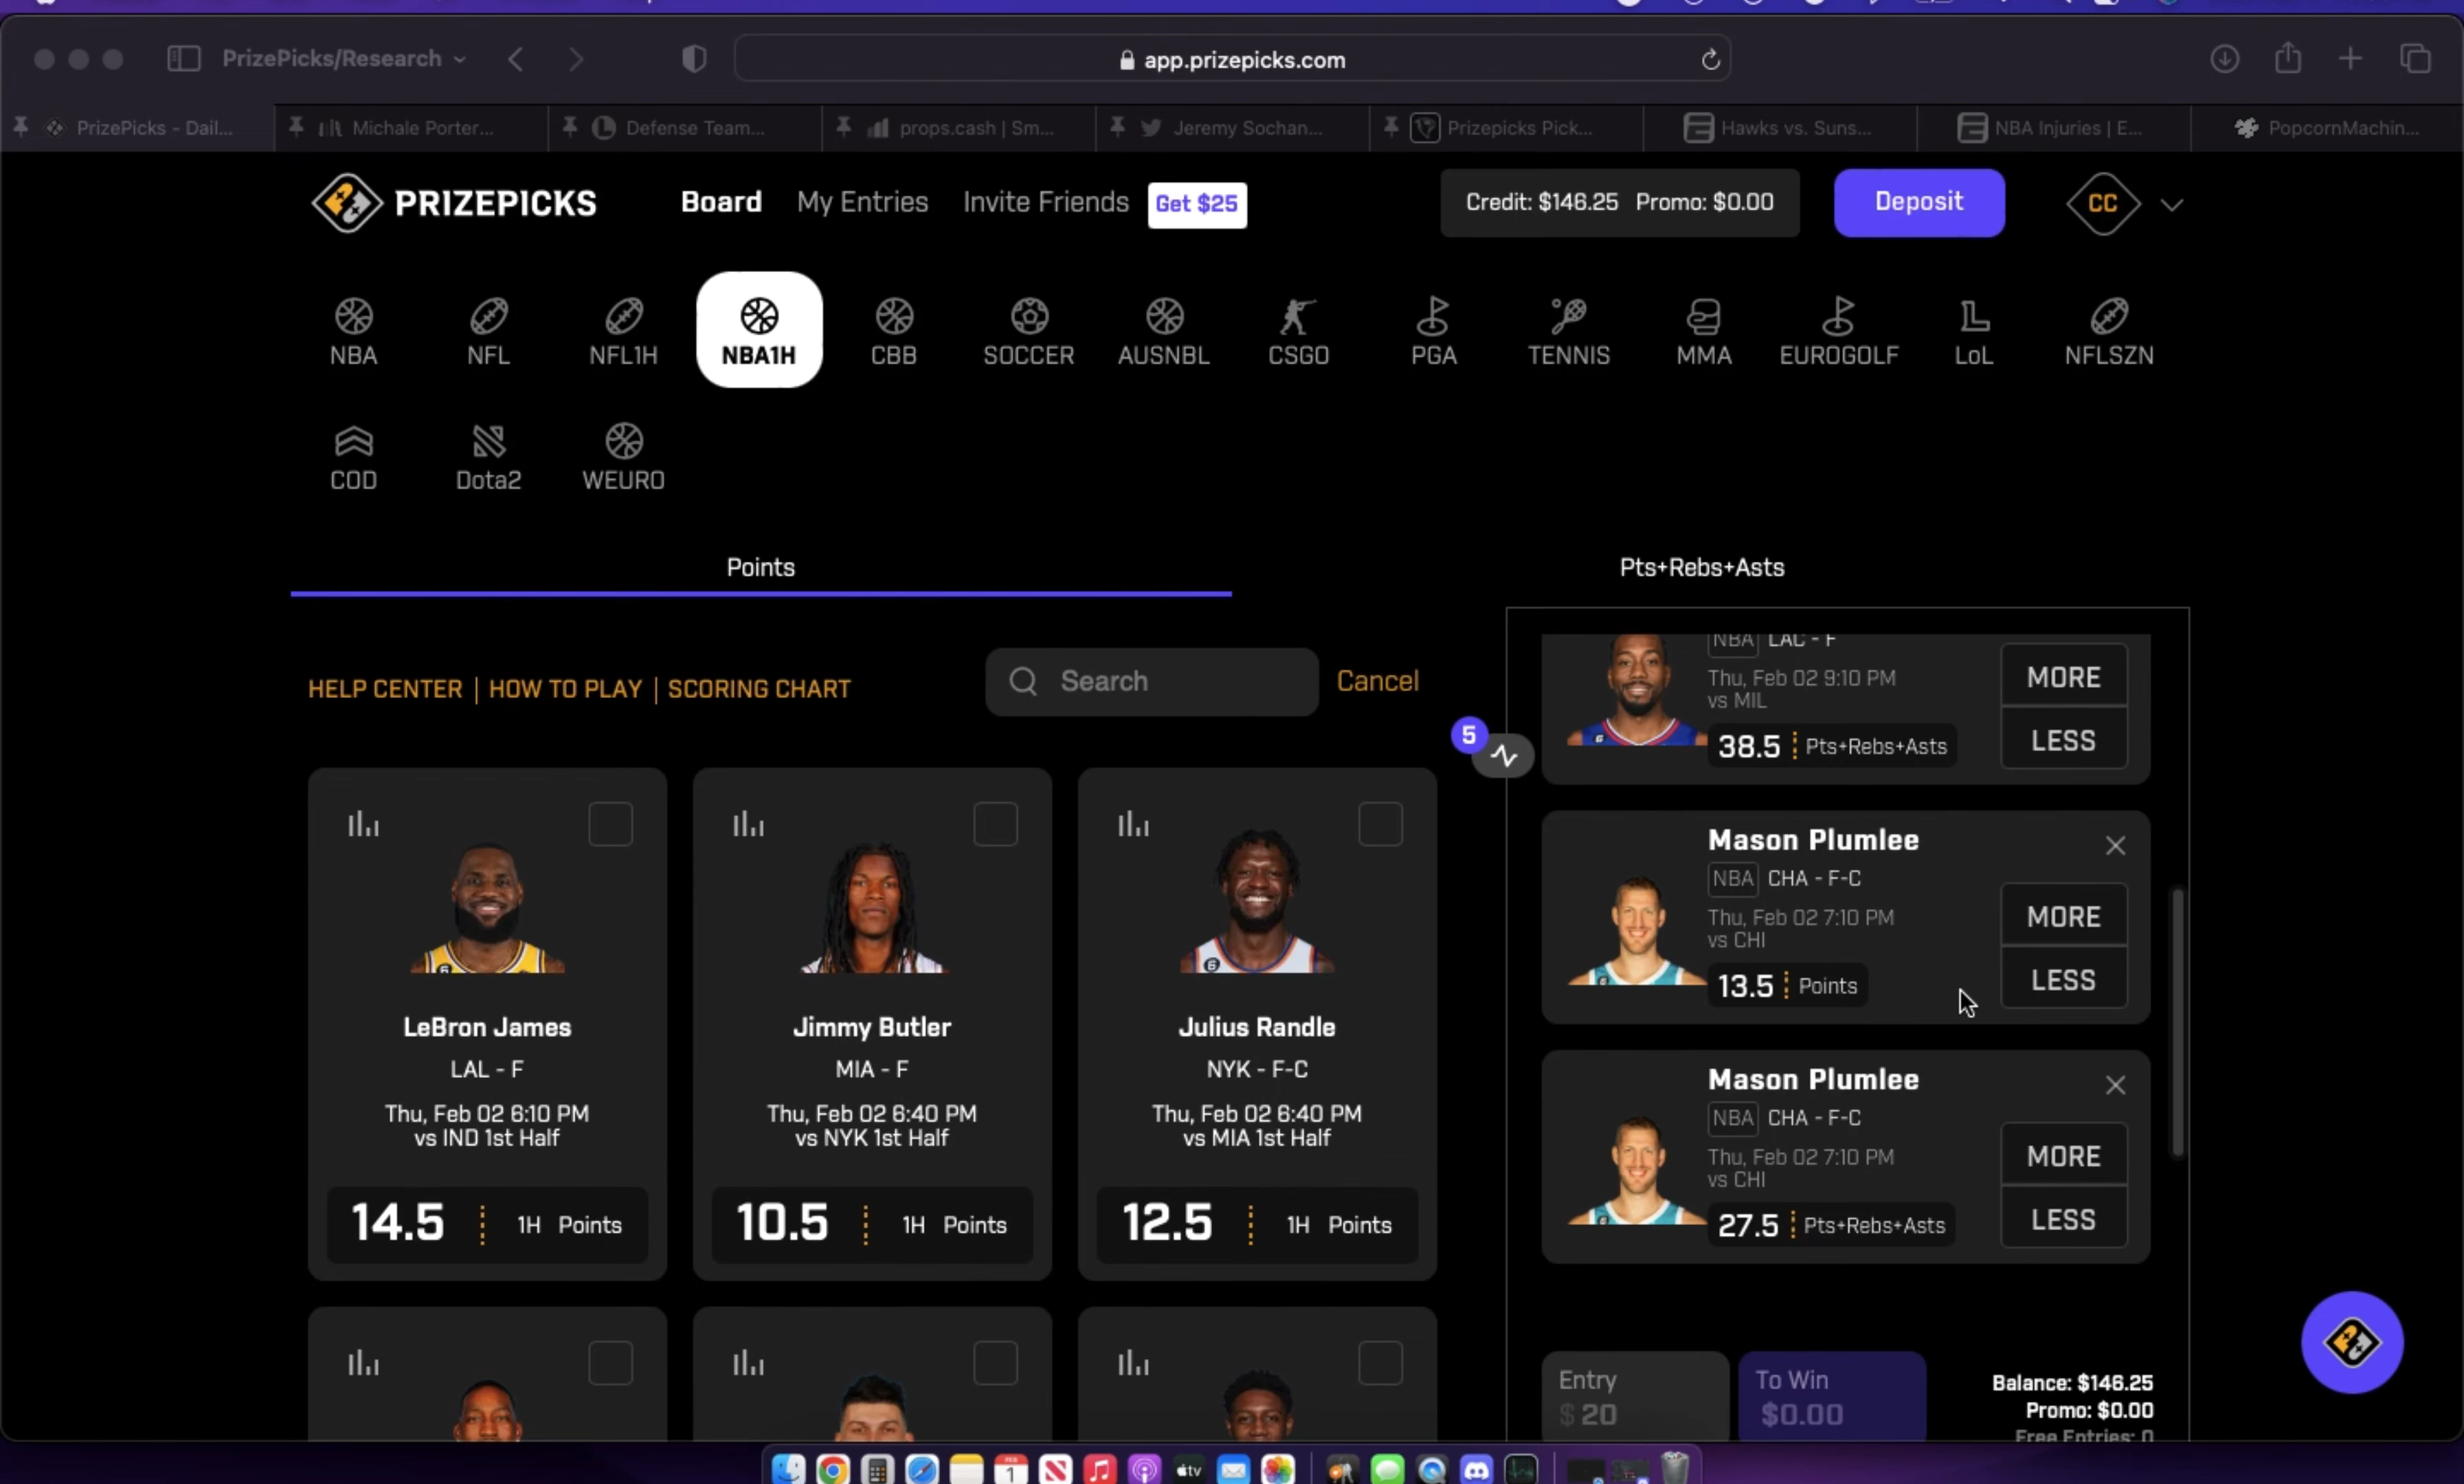 PrizePicks/Research
app.prizepicks.com
PrizePicks - Dail...
Michale Porter...
Defense Team...
props.cash | Sm...
Jeremy Sochan...
Prizepicks Pick...
Hawks vs. Suns...
NBA Injuries | E...
PopcornMachin...
PRIZEPICKS
Board
My Entries
Invite Friends
Get $25
Credit: $146.25 Promo: $0.00
Deposit
CC
NBA
NFL
NFL1H
NBA1H
CBB
SOCCER
AUSNBL
CSGO
PGA
TENNIS
MMA
EUROGOLF
LoL
NFLSZN
COD
Dota2
WEURO
Points
Pts+Rebs+Asts
HELP CENTER | HOW TO PLAY | SCORING CHART
Search
Cancel
LeBron James
LAL - F
Thu, Feb 02 6:10 PM
vs IND 1st Half
14.5 1H Points
Jimmy Butler
MIA - F
Thu, Feb 02 6:40 PM
vs NYK 1st Half
10.5 1H Points
Julius Randle
NYK - F-C
Thu, Feb 02 6:40 PM
vs MIA 1st Half
12.5 1H Points
5
NBA LAC - F
Thu, Feb 02 9:10 PM
vs MIL
38.5 Pts+Rebs+Asts
MORE
LESS
Mason Plumlee
NBA CHA - F-C
Thu, Feb 02 7:10 PM
vs CHI
13.5 Points
MORE
LESS
Mason Plumlee
NBA CHA - F-C
Thu, Feb 02 7:10 PM
vs CHI
27.5 Pts+Rebs+Asts
MORE
LESS
Entry
$ 20
To Win
$0.00
Balance: $146.25
Promo: $0.00
Free Entries: 0
FEB
1
tv